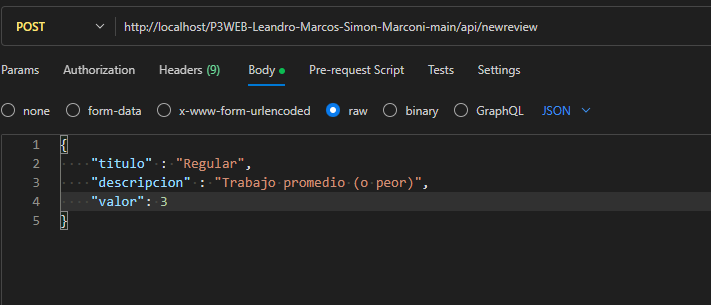 POST http://localhost/P3WEB-Leandro-Marcos-Simon-Marconi-main/api/newreview
Params Authorization Headers (9) Body Pre-request Script Tests Settings
none form-data x-www-form-urlencoded raw binary GraphQL JSON
1 {
2 "titulo" : "Regular",
3 "descripcion" : "Trabajo promedio (o peor)",
4 "valor": 3
5 }